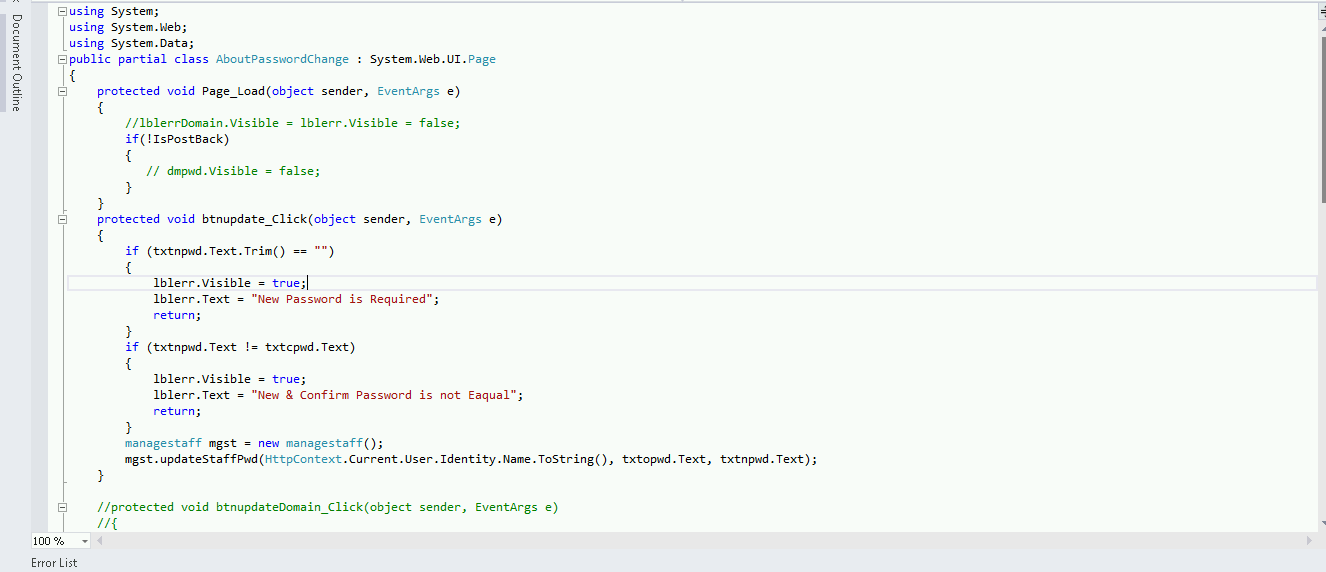 Document Outline
using System;
using System.Web;
using System.Data;
public partial class AboutPasswordChange : System.Web.UI.Page
{
protected void Page_Load(object sender, EventArgs e)
{
//lblerrDomain.Visible = lblerr.Visible = false;
if(!IsPostBack)
{
// dmpwd.Visible = false;
}
}
protected void btnupdate_Click(object sender, EventArgs e)
{
if (txtnpwd.Text.Trim() == "")
{
lblerr.Visible = true;
lblerr.Text = "New Password is Required";
return;
}
if (txtnpwd.Text != txtcpwd.Text)
{
lblerr.Visible = true;
lblerr.Text = "New & Confirm Password is not Eaqual";
return;
}
managestaff mgst = new managestaff();
mgst.updateStaffPwd(HttpContext.Current.User.Identity.Name.ToString(), txtopwd.Text, txtnpwd.Text);
}
//protected void btnupdateDomain_Click(object sender, EventArgs e)
//{
100 %
Error List